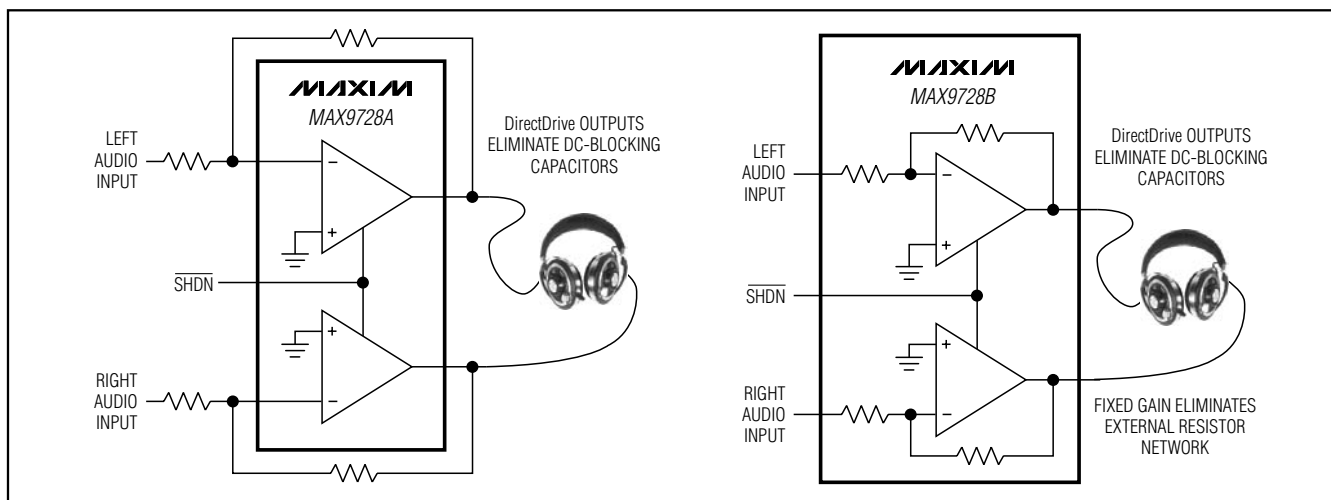 MAXIM
MAX9728A
LEFT
AUDIO
INPUT
−
+
SHDN
+
−
RIGHT
AUDIO
INPUT
DirectDrive OUTPUTS
ELIMINATE DC-BLOCKING
CAPACITORS
MAXIM
MAX9728B
LEFT
AUDIO
INPUT
−
+
SHDN
+
−
RIGHT
AUDIO
INPUT
DirectDrive OUTPUTS
ELIMINATE DC-BLOCKING
CAPACITORS
FIXED GAIN ELIMINATES
EXTERNAL RESISTOR
NETWORK